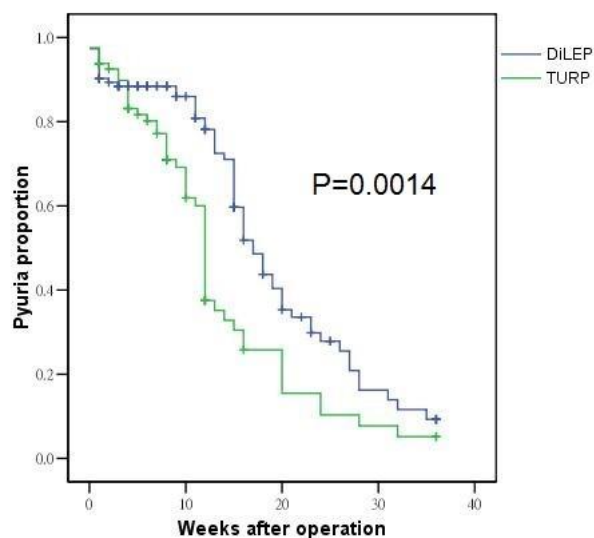 DiLEP
TURP
1.0
0.8
0.6
0.4
0.2
0.0
Pyuria proportion
P=0.0014
0 10 20 30 40
Weeks after operation